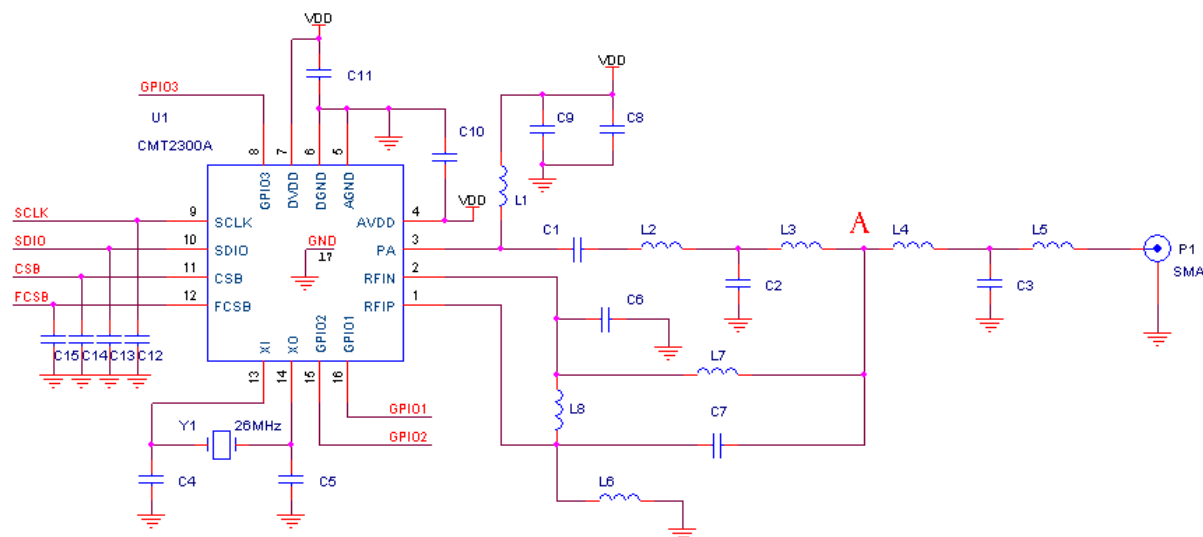 VDD
C11
VDD
GPIO3
U1
CMT2300A
C10
C9
C8
8
7
6
5
GPIO3
DVDD
DGND
AGND
L1
VDD
SCLK
9
SCLK
AVDD
4
SDIO
10
SDIO
GND
17
PA
3
C1
L2
L3
A
L4
L5
P1
SMA
CSB
11
CSB
RFIN
2
C2
C3
FCSB
12
FCSB
RFIP
1
C6
XI
XO
GPIO2
GPIO1
C15
C14
C13
C12
13
14
15
16
L7
L8
C7
GPIO1
Y1
26MHz
GPIO2
C4
C5
L6